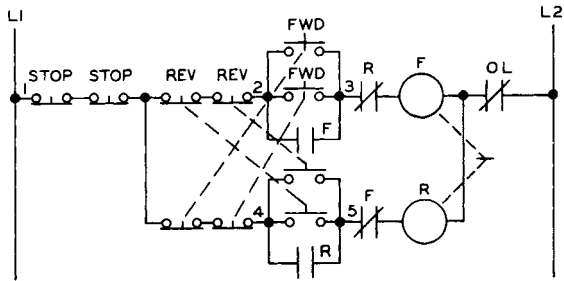 L1
L2
FWD
STOP STOP REV REV FWD R F OL
1 2 3
F
4 5 F R
R